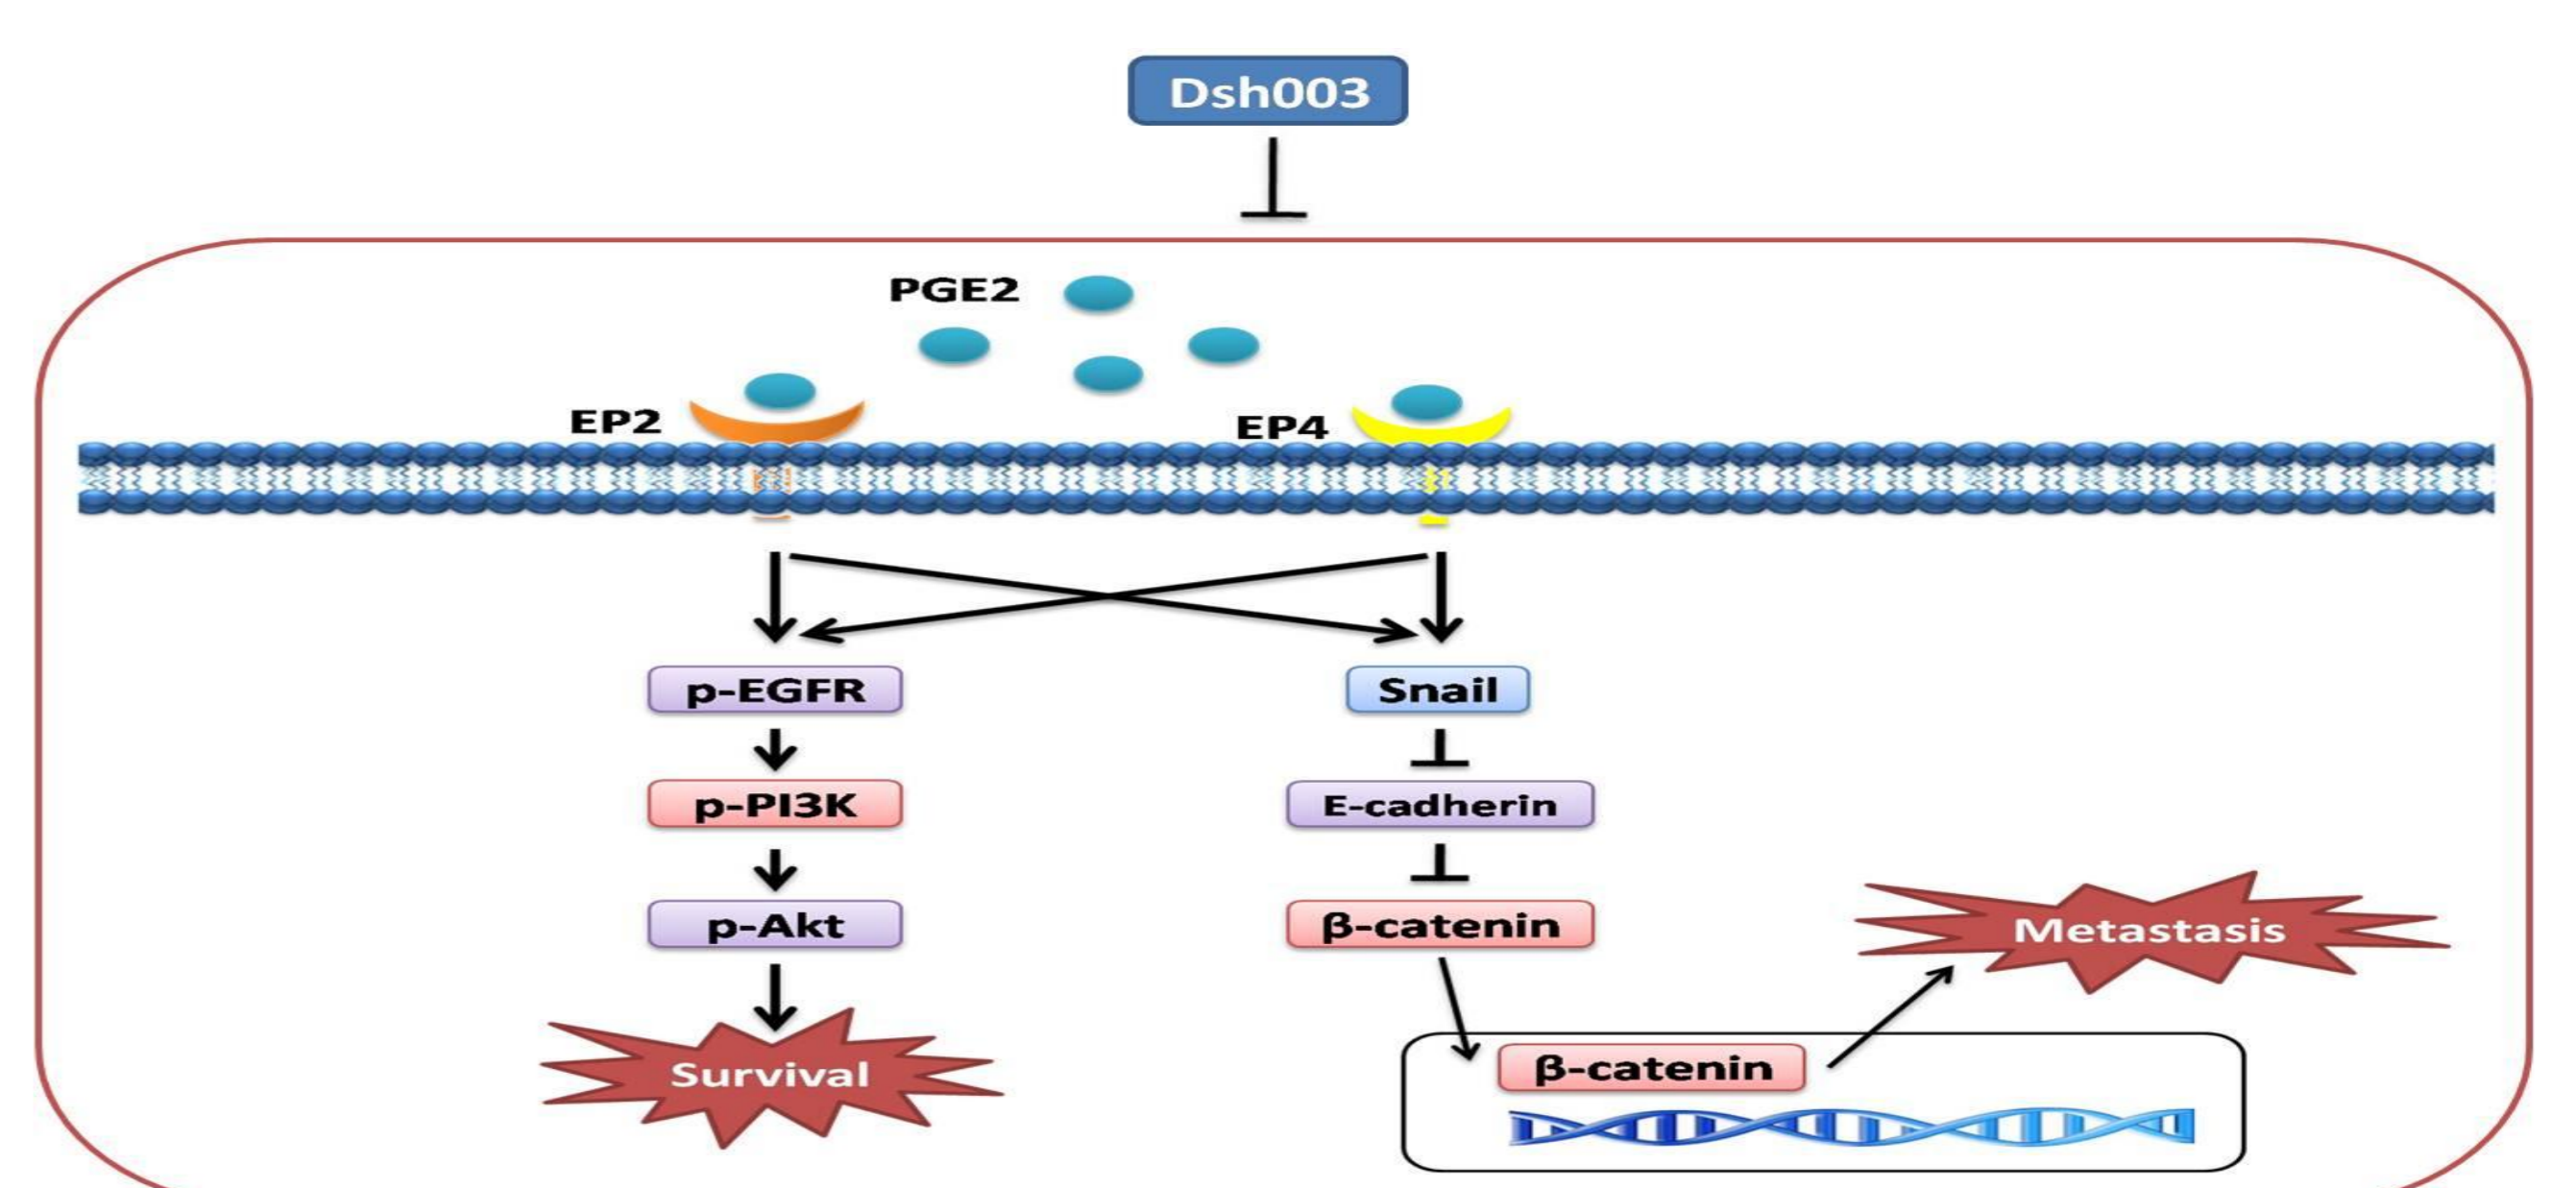 Dsh003
PGE2
EP2
EP4
p-EGFR
Snail
p-PI3K
E-cadherin
p-Akt
β-catenin
Metastasis
Survival
β-catenin